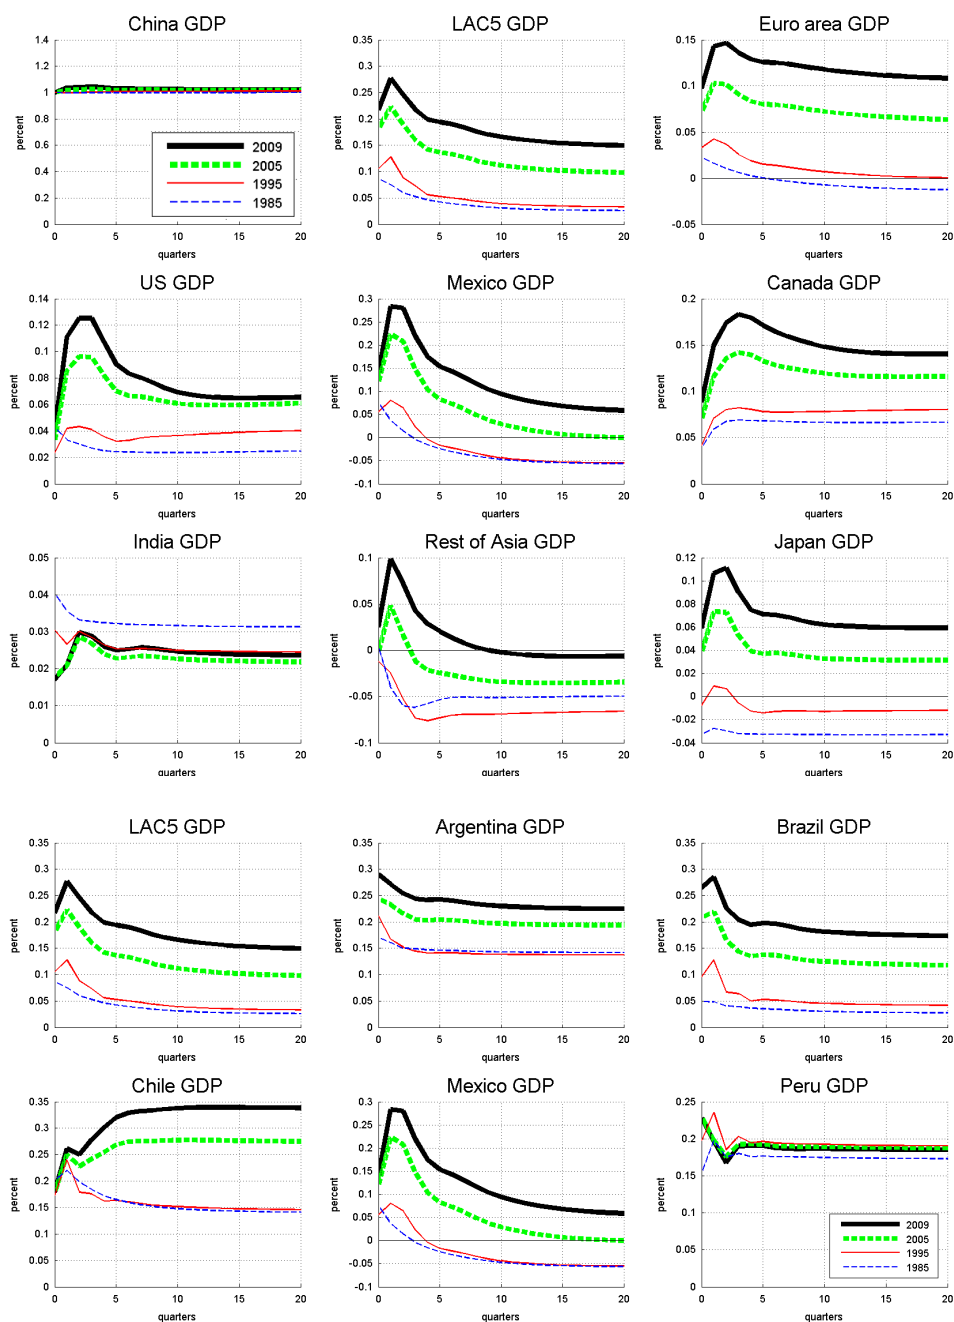 China GDP
LAC5 GDP
Euro area GDP
1.4
1.2
1
0.8
0.6
0.4
0.2
0
percent
2009
2005
1995
1985
0 5 10 15 20
quarters
0.35
0.3
0.25
0.2
0.15
0.1
0.05
0
percent
0 5 10 15 20
quarters
0.15
0.1
0.05
0
-0.05
percent
0 5 10 15 20
quarters
US GDP
Mexico GDP
Canada GDP
0.14
0.12
0.1
0.08
0.06
0.04
0.02
0
percent
0 5 10 15 20
quarters
0.3
0.25
0.2
0.15
0.1
0.05
0
-0.05
-0.1
percent
0 5 10 15 20
quarters
0.2
0.15
0.1
0.05
0
percent
0 5 10 15 20
quarters
India GDP
Rest of Asia GDP
Japan GDP
0.05
0.04
0.03
0.02
0.01
0
percent
0 5 10 15 20
quarters
0.1
0.05
0
-0.05
-0.1
percent
0 5 10 15 20
quarters
0.12
0.1
0.08
0.06
0.04
0.02
0
-0.02
-0.04
percent
0 5 10 15 20
quarters
LAC5 GDP
Argentina GDP
Brazil GDP
0.35
0.3
0.25
0.2
0.15
0.1
0.05
0
percent
0 5 10 15 20
quarters
0.35
0.3
0.25
0.2
0.15
0.1
0.05
0
percent
0 5 10 15 20
quarters
0.35
0.3
0.25
0.2
0.15
0.1
0.05
0
percent
0 5 10 15 20
quarters
Chile GDP
Mexico GDP
Peru GDP
0.35
0.3
0.25
0.2
0.15
0.1
0.05
0
percent
0 5 10 15 20
quarters
0.3
0.25
0.2
0.15
0.1
0.05
0
-0.05
-0.1
percent
0 5 10 15 20
quarters
0.25
0.2
0.15
0.1
0.05
0
percent
2009
2005
1995
1985
0 5 10 15 20
quarters